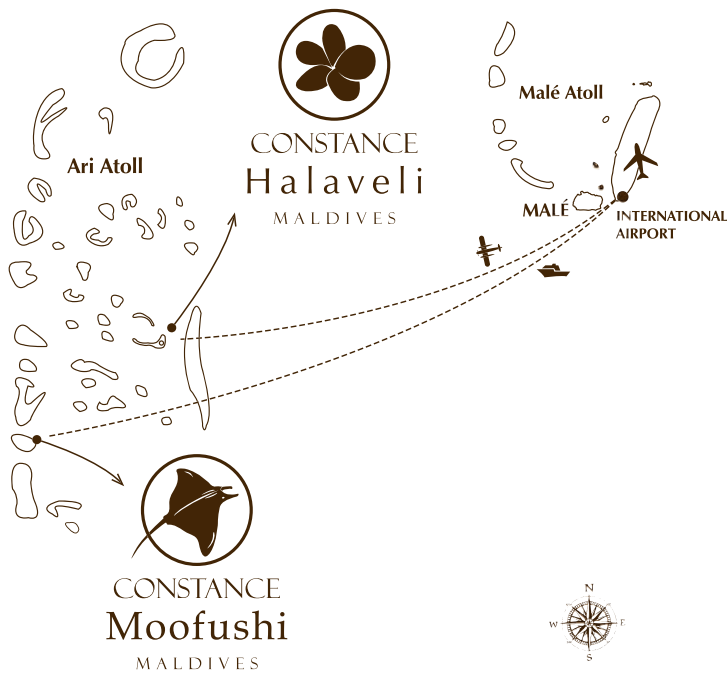 Malé Atoll
Ari Atoll
CONSTANCE
Halaveli
MALDIVES
MALÉ
INTERNATIONAL
AIRPORT
CONSTANCE
Moofushi
MALDIVES
N
W
E
S